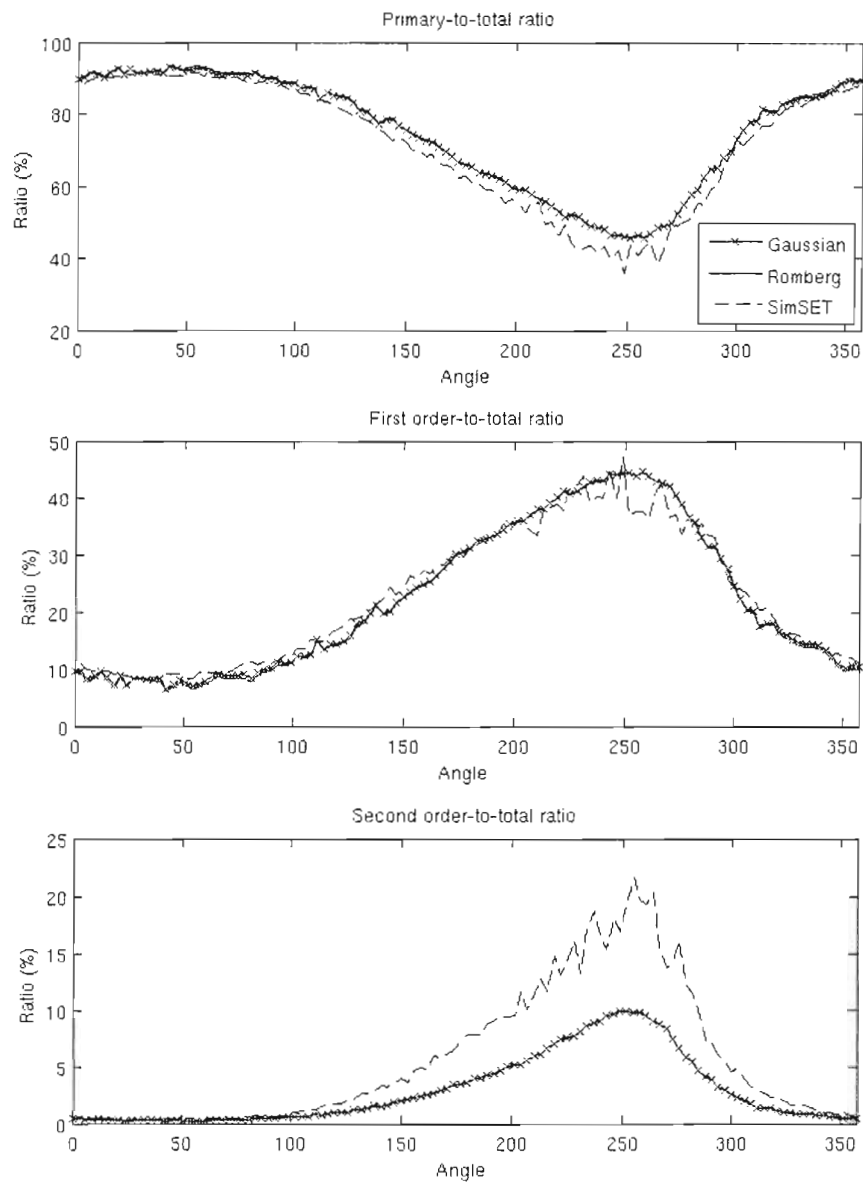 Primary-to-total ratio
100
80
60
40
20
Ratio (%)
Gaussian
Romberg
SimSET
0 50 100 150 200 250 300 350
Angle
First order-to-total ratio
50
40
30
20
10
0
Ratio (%)
0 50 100 150 200 250 300 350
Angle
Second order-to-total ratio
25
20
15
10
5
0
Ratio (%)
0 50 100 150 200 250 300 350
Angle